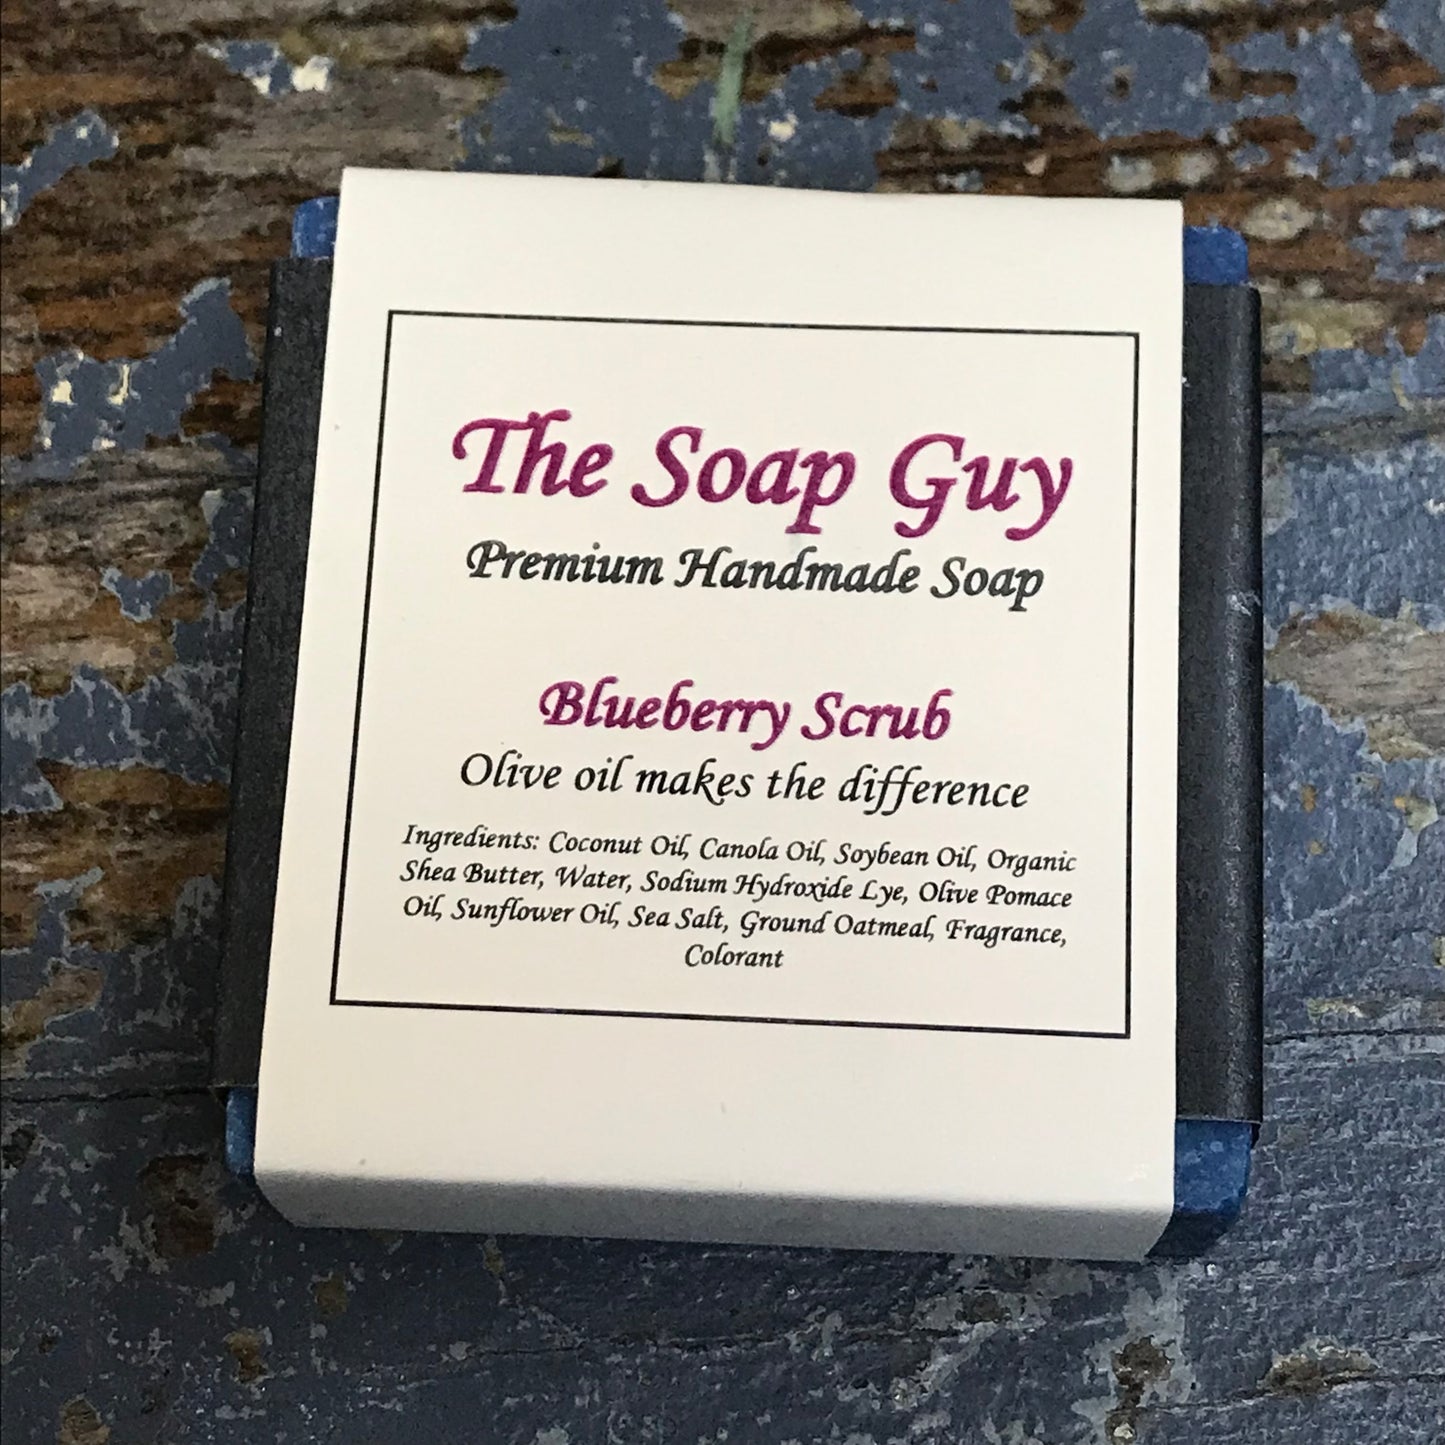 The Soap Guy
Premium Handmade Soap
Blueberry Scrub
Olive oil makes the difference
Ingredients: Coconut Oil, Canola Oil, Soybean Oil, Organic
Shea Butter, Water, Sodium Hydroxide Lye, Olive Pomace
Oil, Sunflower Oil, Sea Salt, Ground Oatmeal, Fragrance,
Colorant